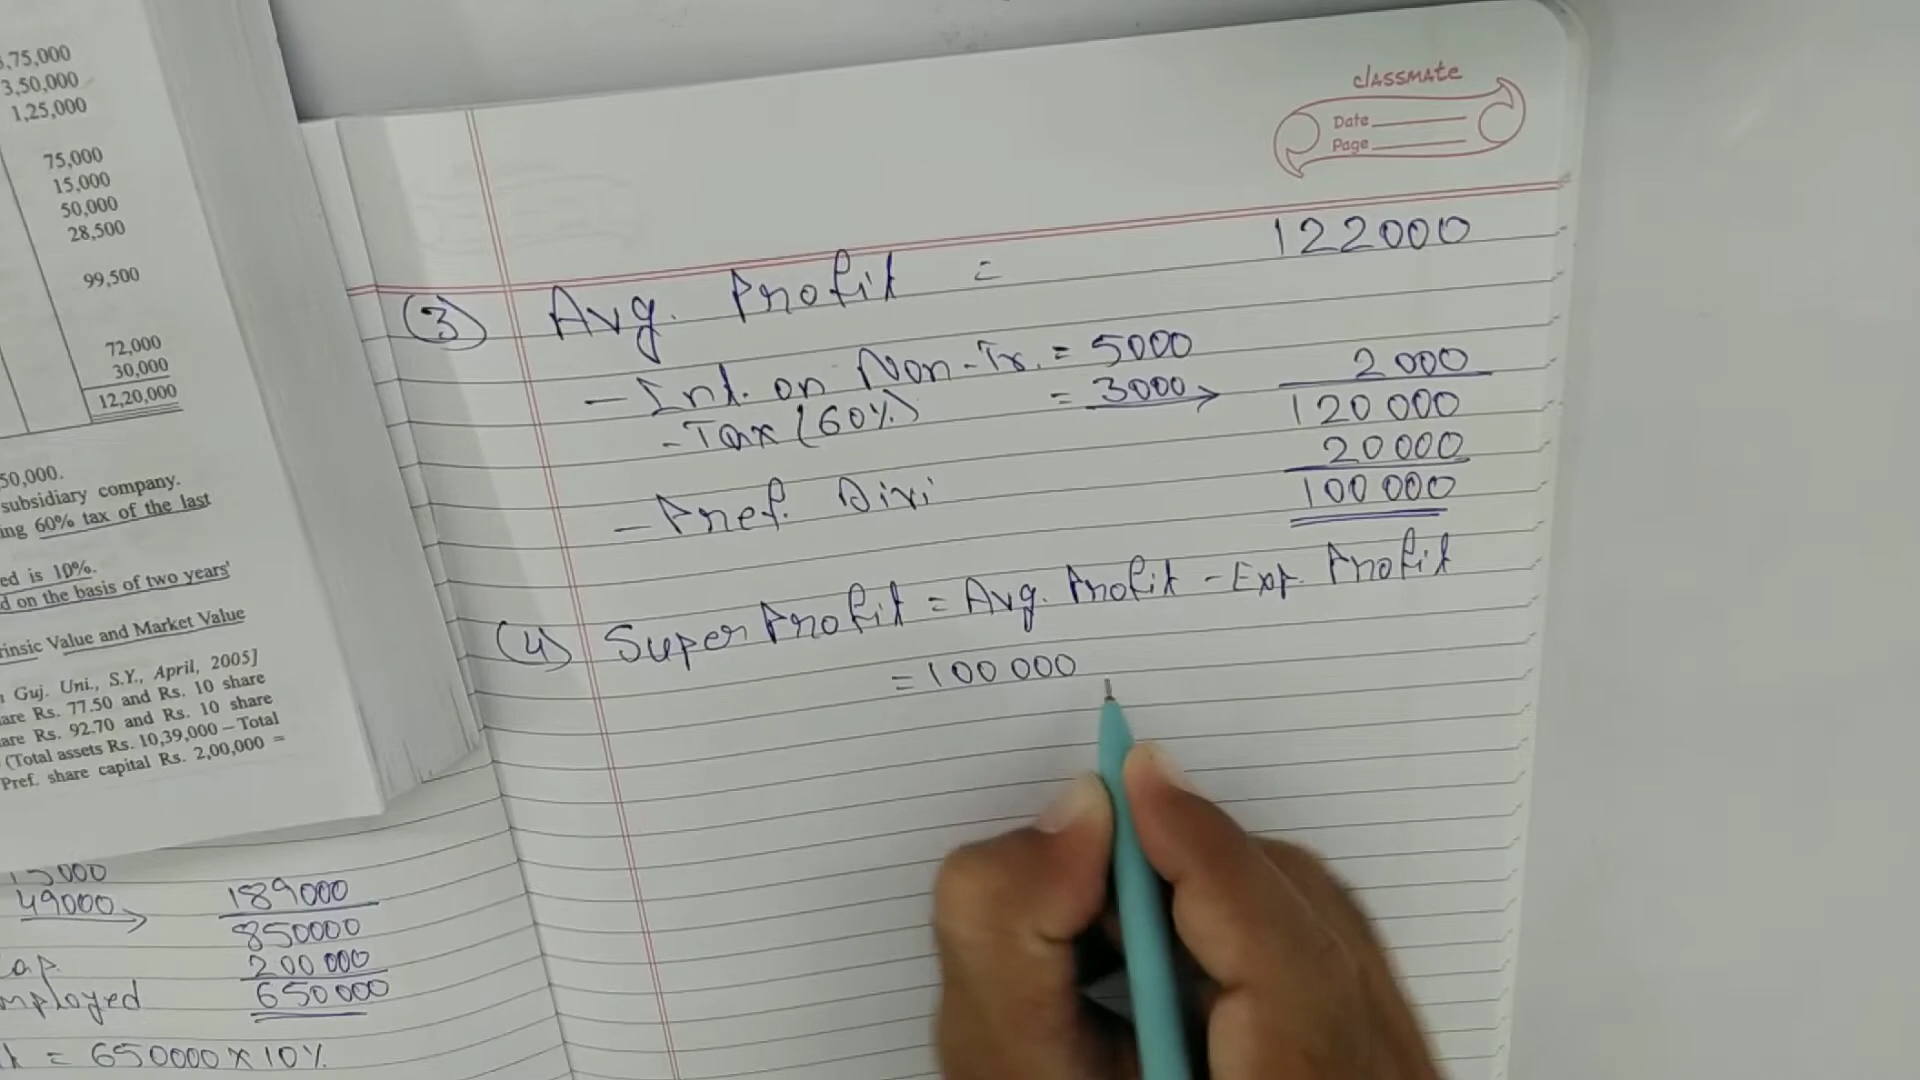 3,75,000
3,50,000
1,25,000
75,000
15,000
50,000
28,500
99,500
72,000
30,000
12,20,000
50,000.
subsidiary company.
ing 60% tax of the last
ed is 10%.
d on the basis of two years'
rinsic Value and Market Value
Guj. Uni., S.Y., April, 2005]
are Rs. 77.50 and Rs. 10 share
are Rs. 92.70 and Rs. 10 share
(Total assets Rs. 10,39,000 – Total
Pref. share capital Rs. 2,00,000 =
classmate
Date
Page
(3) Avg. Profit = 122000
- Int. on Non-Tr. = 5000
- Tax (60%) = 3000 → 2000
120000
- Pref. Divi 20000
100000
(4) Super Profit = Avg. Profit - Exp. Profit
= 100000
49000 → 189000
850000
cap. 200000
mployed 650000
= 650000 x 10%